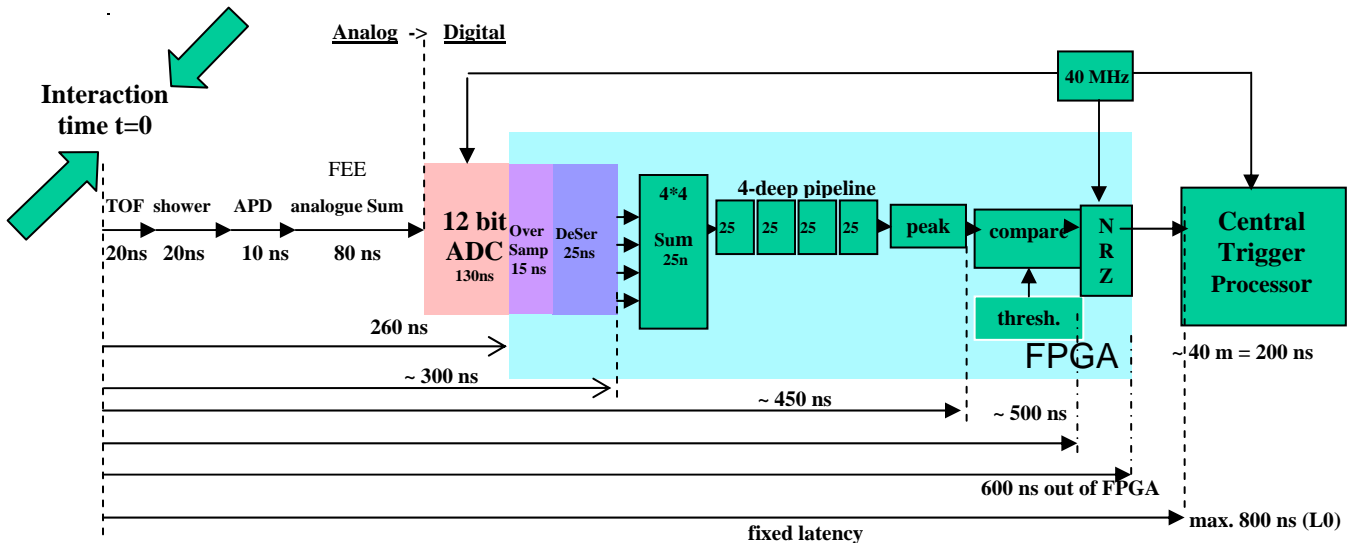 Analog -> Digital
40 MHz
Interaction
time t=0
FEE
TOF shower APD analogue Sum
20ns 20ns 10 ns 80 ns
12 bit
ADC
130ns
Over
Samp
15 ns
DeSer
25ns
4*4
Sum
25n
4-deep pipeline
25 25 25 25
peak
compare
thresh.
N
R
Z
FPGA
Central
Trigger
Processor
~ 40 m = 200 ns
260 ns
~ 300 ns
~ 450 ns
~ 500 ns
600 ns out of FPGA
fixed latency
max. 800 ns (L0)